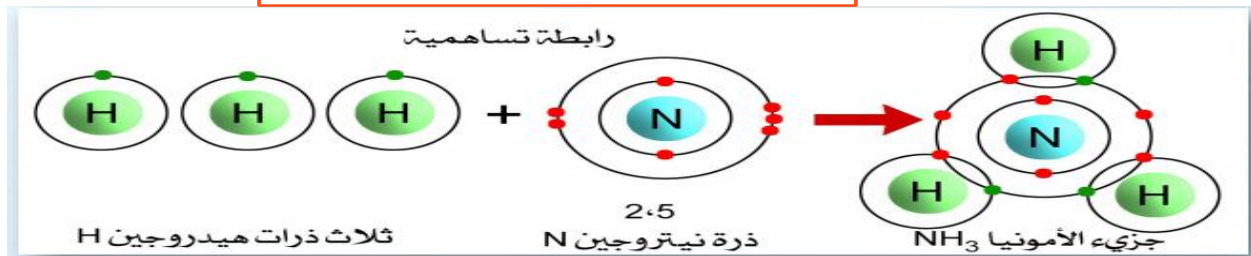 رابطة تساهمية
H H H + N
H
N
H H
2،5
ثلاث ذرات هيدروجين H
ذرة نيتروجين N
جزيء الأمونيا NH₃